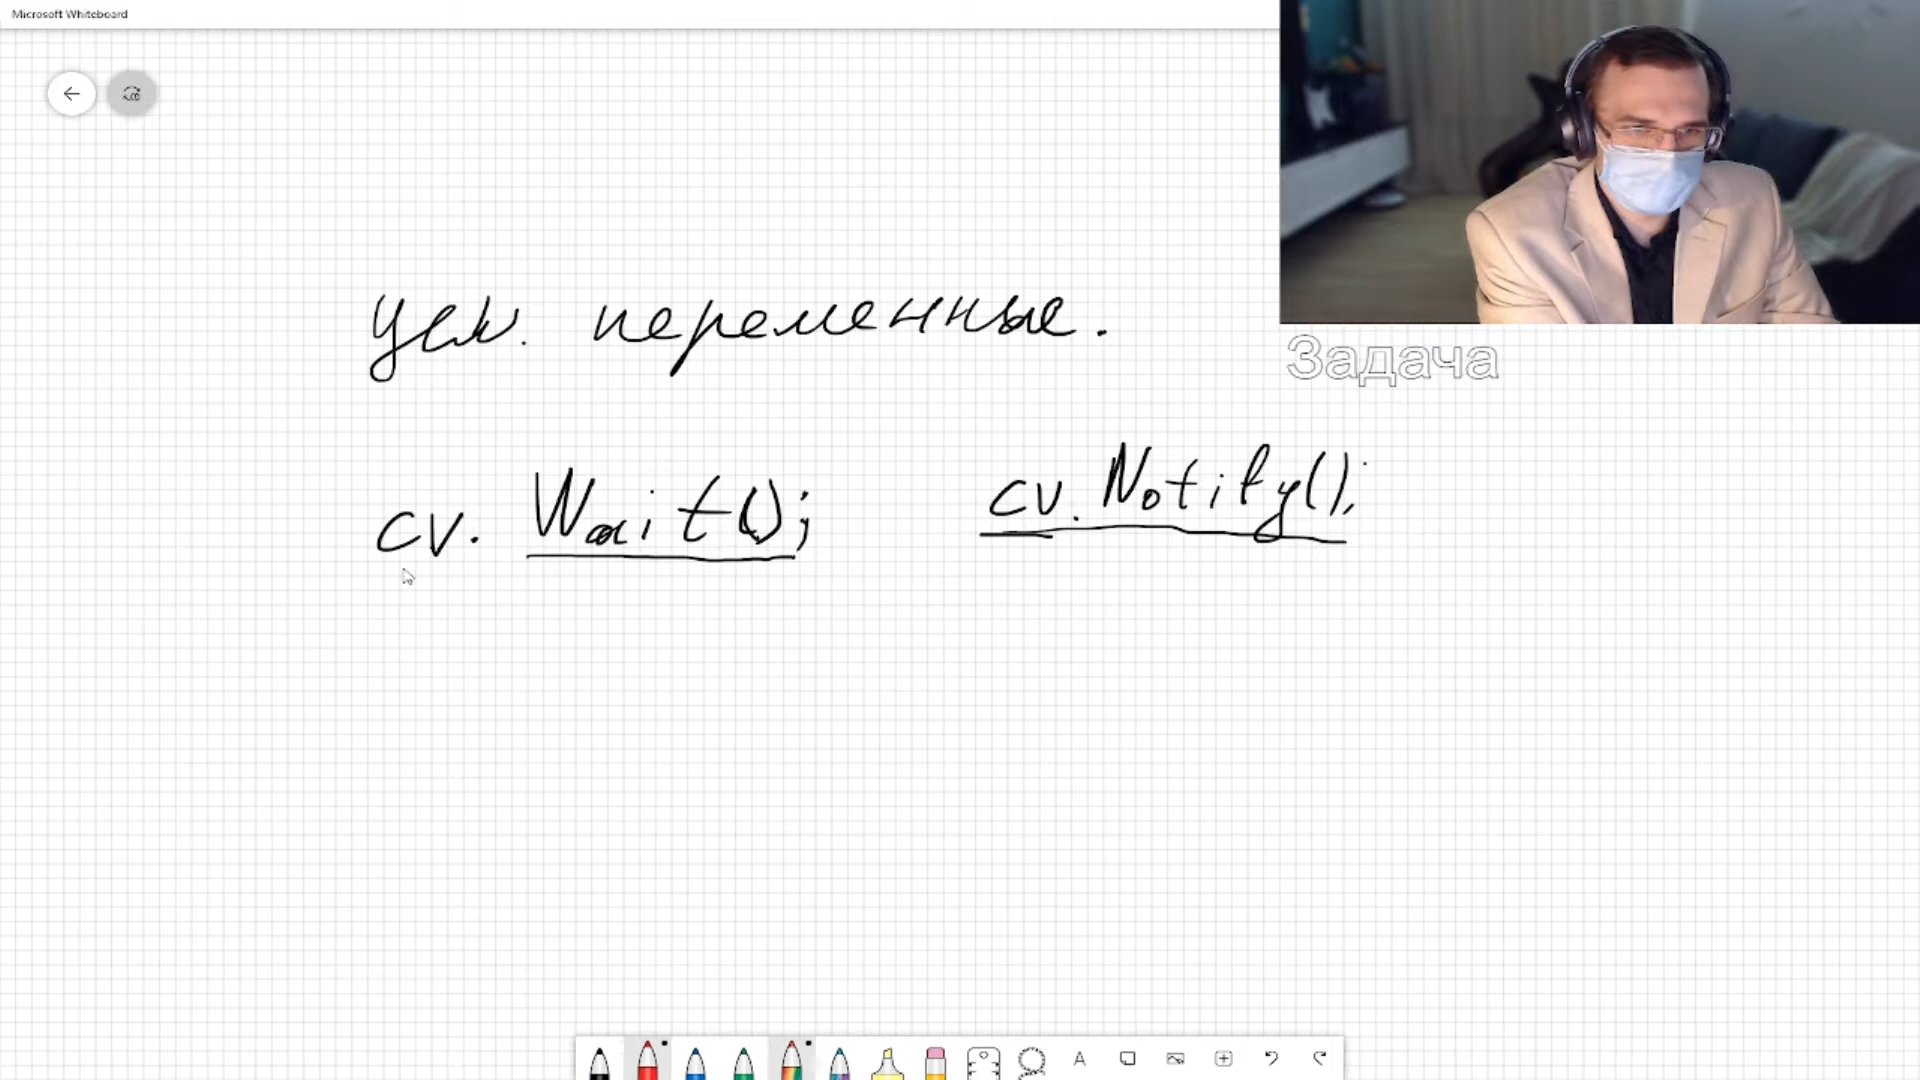 Microsoft Whiteboard
Задача
усл. переменные.
cv. Wait(); cv. Notify();
A